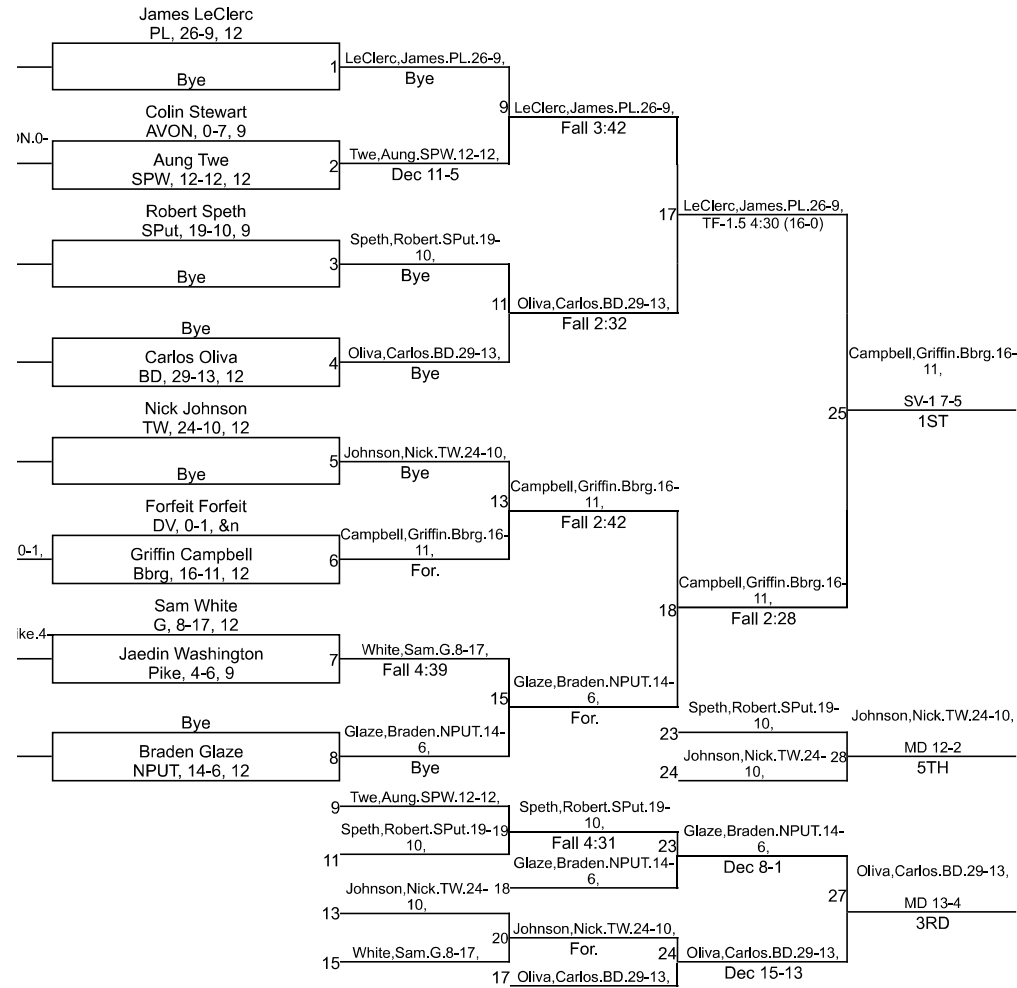 James LeClerc
PL, 26-9, 12
Bye
1
LeClerc,James.PL.26-9,
Bye
Colin Stewart
AVON, 0-7, 9
ON.0-
Aung Twe
SPW, 12-12, 12
2
Twe,Aung.SPW.12-12,
Dec 11-5
9
LeClerc,James.PL.26-9,
Fall 3:42
Robert Speth
SPut, 19-10, 9
Bye
3
Speth,Robert.SPut.19-
10,
Bye
Bye
Carlos Oliva
BD, 29-13, 12
4
Oliva,Carlos.BD.29-13,
Bye
11
Oliva,Carlos.BD.29-13,
Fall 2:32
17
LeClerc,James.PL.26-9,
TF-1.5 4:30 (16-0)
Nick Johnson
TW, 24-10, 12
Bye
5
Johnson,Nick.TW.24-10,
Bye
Forfeit Forfeit
DV, 0-1, &n
0-1,
Griffin Campbell
Bbrg, 16-11, 12
6
Campbell,Griffin.Bbrg.16-
11,
For.
13
Campbell,Griffin.Bbrg.16-
11,
Fall 2:42
Sam White
G, 8-17, 12
ike.4-
Jaedin Washington
Pike, 4-6, 9
7
White,Sam.G.8-17,
Fall 4:39
Bye
Braden Glaze
NPUT, 14-6, 12
8
Glaze,Braden.NPUT.14-
6,
Bye
15
Glaze,Braden.NPUT.14-
6,
For.
18
Campbell,Griffin.Bbrg.16-
11,
Fall 2:28
25
Campbell,Griffin.Bbrg.16-
11,
SV-1 7-5
1ST
23
Speth,Robert.SPut.19-
10,
24
Johnson,Nick.TW.24-
10,
28
Johnson,Nick.TW.24-10,
MD 12-2
5TH
9
Twe,Aung.SPW.12-12,
11
Speth,Robert.SPut.19-
10,
19
Speth,Robert.SPut.19-
10,
Fall 4:31
18
Glaze,Braden.NPUT.14-
6,
23
Glaze,Braden.NPUT.14-
6,
Dec 8-1
13
Johnson,Nick.TW.24-
10,
15
White,Sam.G.8-17,
20
Johnson,Nick.TW.24-10,
For.
17
Oliva,Carlos.BD.29-13,
24
Oliva,Carlos.BD.29-13,
Dec 15-13
27
Oliva,Carlos.BD.29-13,
MD 13-4
3RD